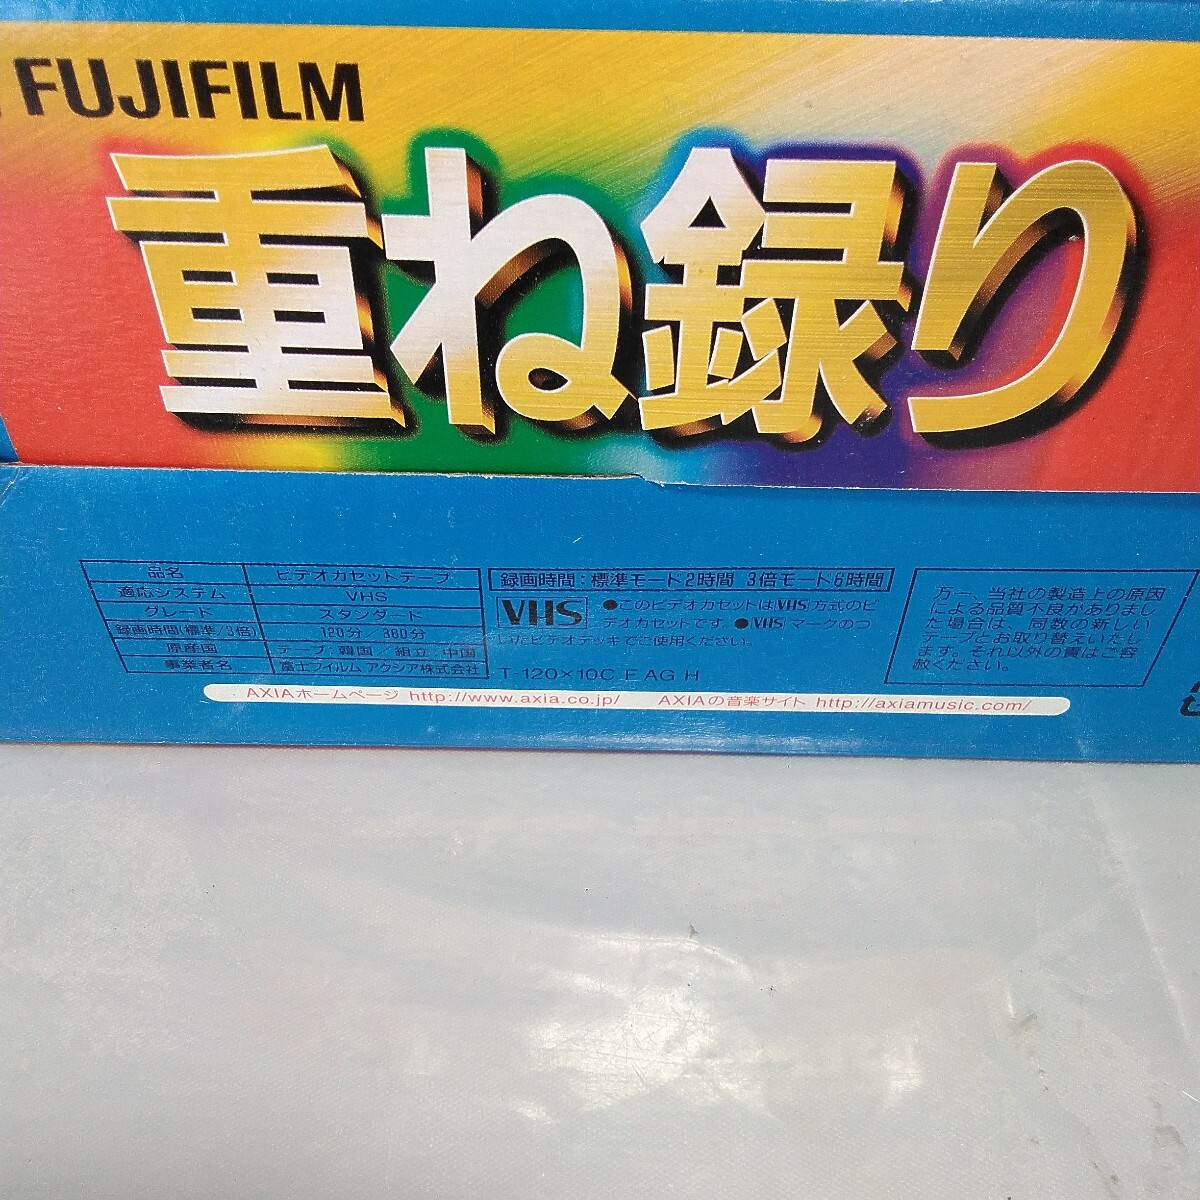 FUJIFILM
重ね録り
品名 ビデオカセットテープ
適応システム VHS
グレード スタンダード
録画時間(標準/3倍) 120分／360分
原産国 テープ：韓国／組立：中国
事業者名 富士フイルム アクシア株式会社
録画時間：標準モード2時間 3倍モード6時間
VHS
●このビデオカセットはVHS方式のビ
デオカセットです。●VHSマークのつ
いたビデオデッキでご使用ください。
T-120×10C F AG H
万一、当社の製造上の原因
による品質不良がありまし
た場合は、同数の新しい
テープとお取り替えいたし
ます。それ以外の責はご容
赦ください。
AXIAホームページ http://www.axia.co.jp/ AXIAの音楽サイト http://axiamusic.com/